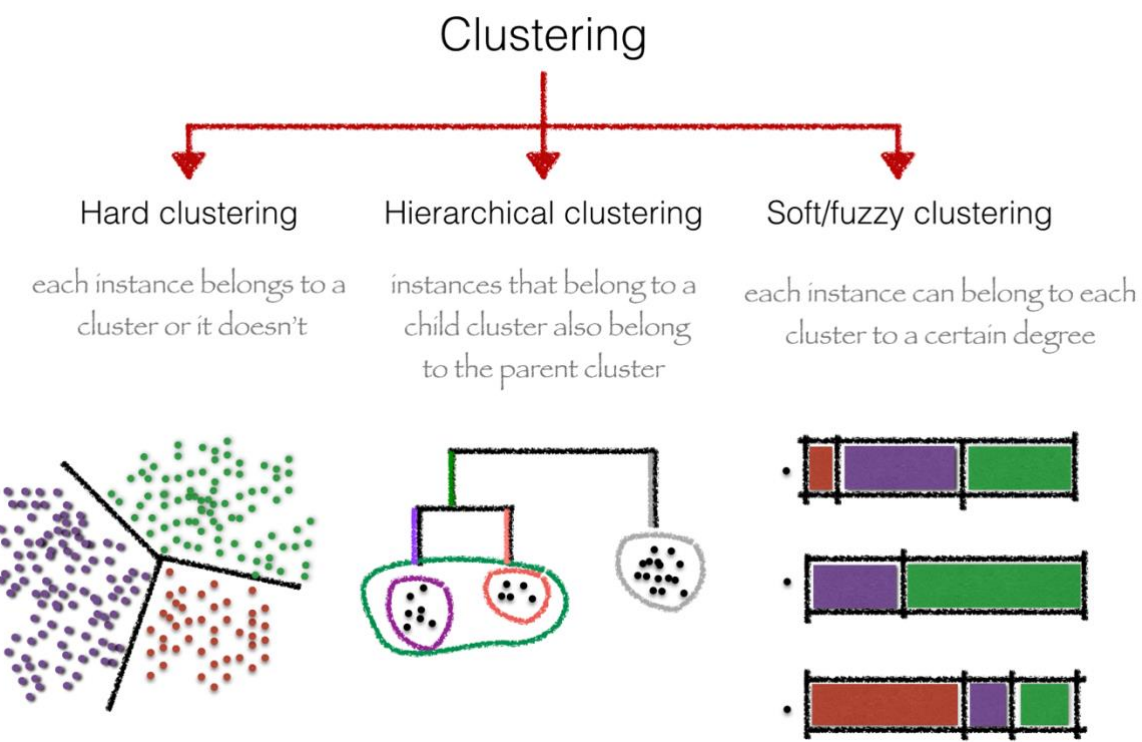 Clustering
Hard clustering
each instance belongs to a
cluster or it doesn't
Hierarchical clustering
instances that belong to a
child cluster also belong
to the parent cluster
Soft/fuzzy clustering
each instance can belong to each
cluster to a certain degree